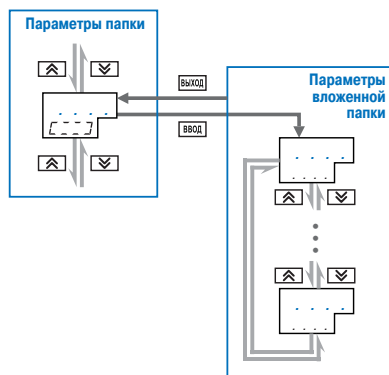 Параметры папки
ВЫХОД
ВВОД
Параметры
вложенной
папки